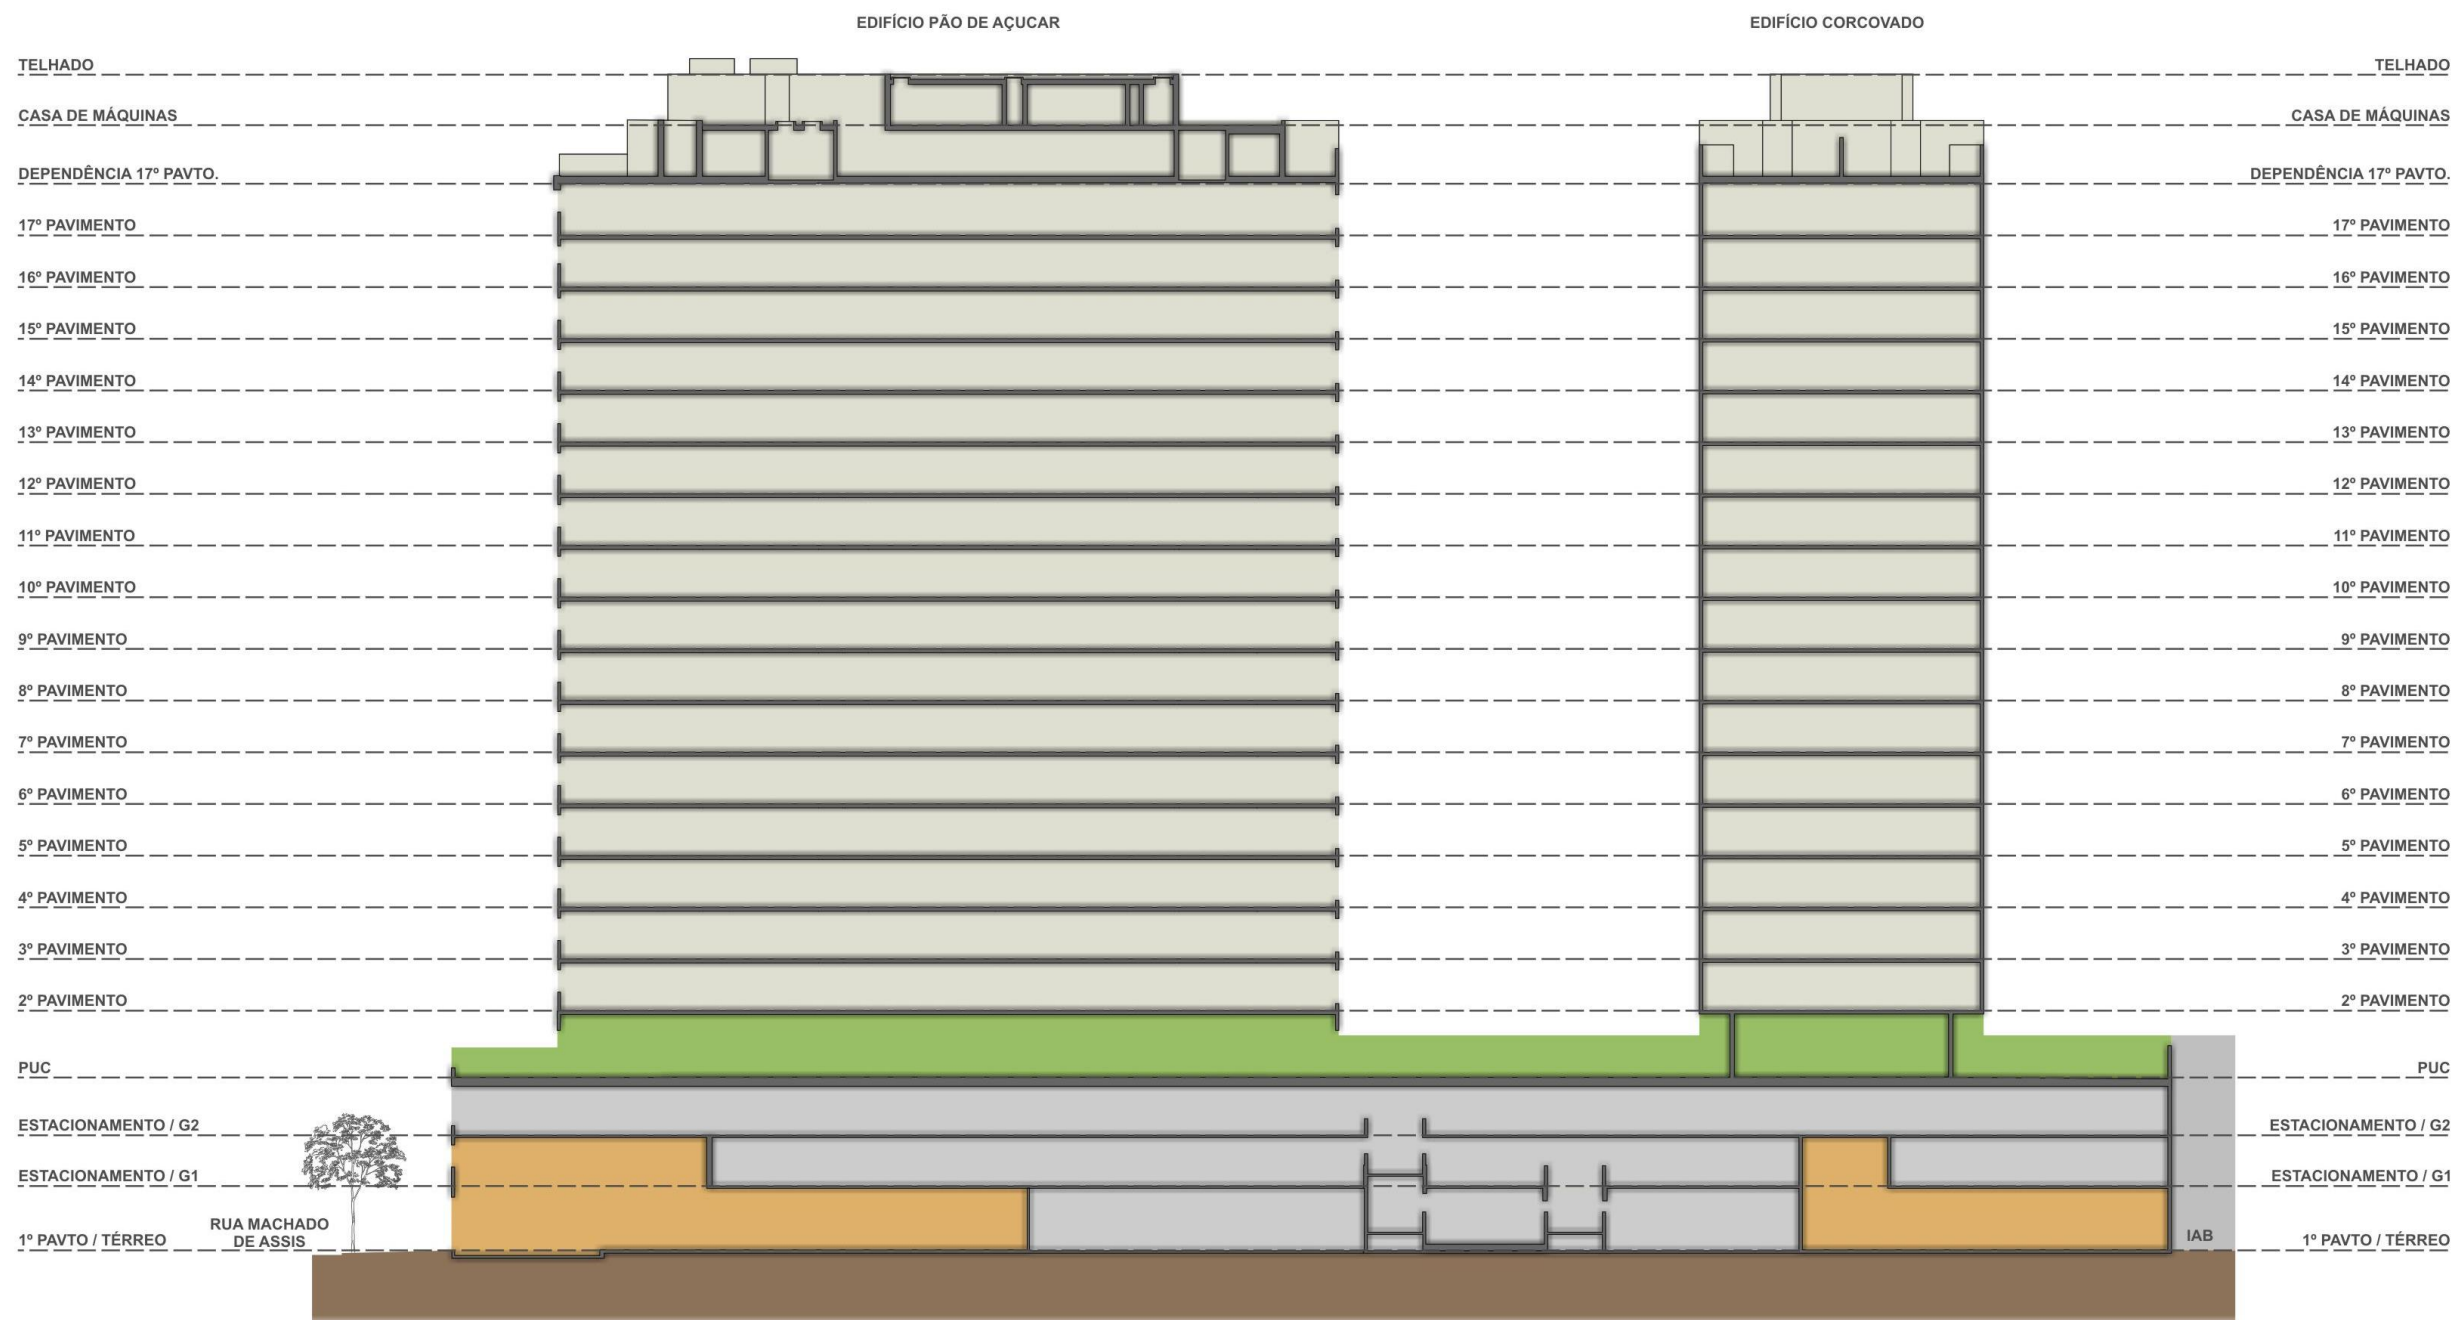 EDIFÍCIO PÃO DE AÇUCAR
EDIFÍCIO CORCOVADO
TELHADO
TELHADO
CASA DE MÁQUINAS
CASA DE MÁQUINAS
DEPENDÊNCIA 17º PAVTO.
DEPENDÊNCIA 17º PAVTO.
17º PAVIMENTO
17º PAVIMENTO
16º PAVIMENTO
16º PAVIMENTO
15º PAVIMENTO
15º PAVIMENTO
14º PAVIMENTO
14º PAVIMENTO
13º PAVIMENTO
13º PAVIMENTO
12º PAVIMENTO
12º PAVIMENTO
11º PAVIMENTO
11º PAVIMENTO
10º PAVIMENTO
10º PAVIMENTO
9º PAVIMENTO
9º PAVIMENTO
8º PAVIMENTO
8º PAVIMENTO
7º PAVIMENTO
7º PAVIMENTO
6º PAVIMENTO
6º PAVIMENTO
5º PAVIMENTO
5º PAVIMENTO
4º PAVIMENTO
4º PAVIMENTO
3º PAVIMENTO
3º PAVIMENTO
2º PAVIMENTO
2º PAVIMENTO
PUC
PUC
ESTACIONAMENTO / G2
ESTACIONAMENTO / G2
ESTACIONAMENTO / G1
ESTACIONAMENTO / G1
1º PAVTO / TÉRREO
RUA MACHADO
DE ASSIS
IAB
1º PAVTO / TÉRREO